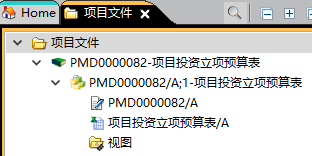 Home 项目文件
项目文件
PMD0000082-项目投资立项预算表
PMD0000082/A;1-项目投资立项预算表
PMD0000082/A
项目投资立项预算表/A
视图